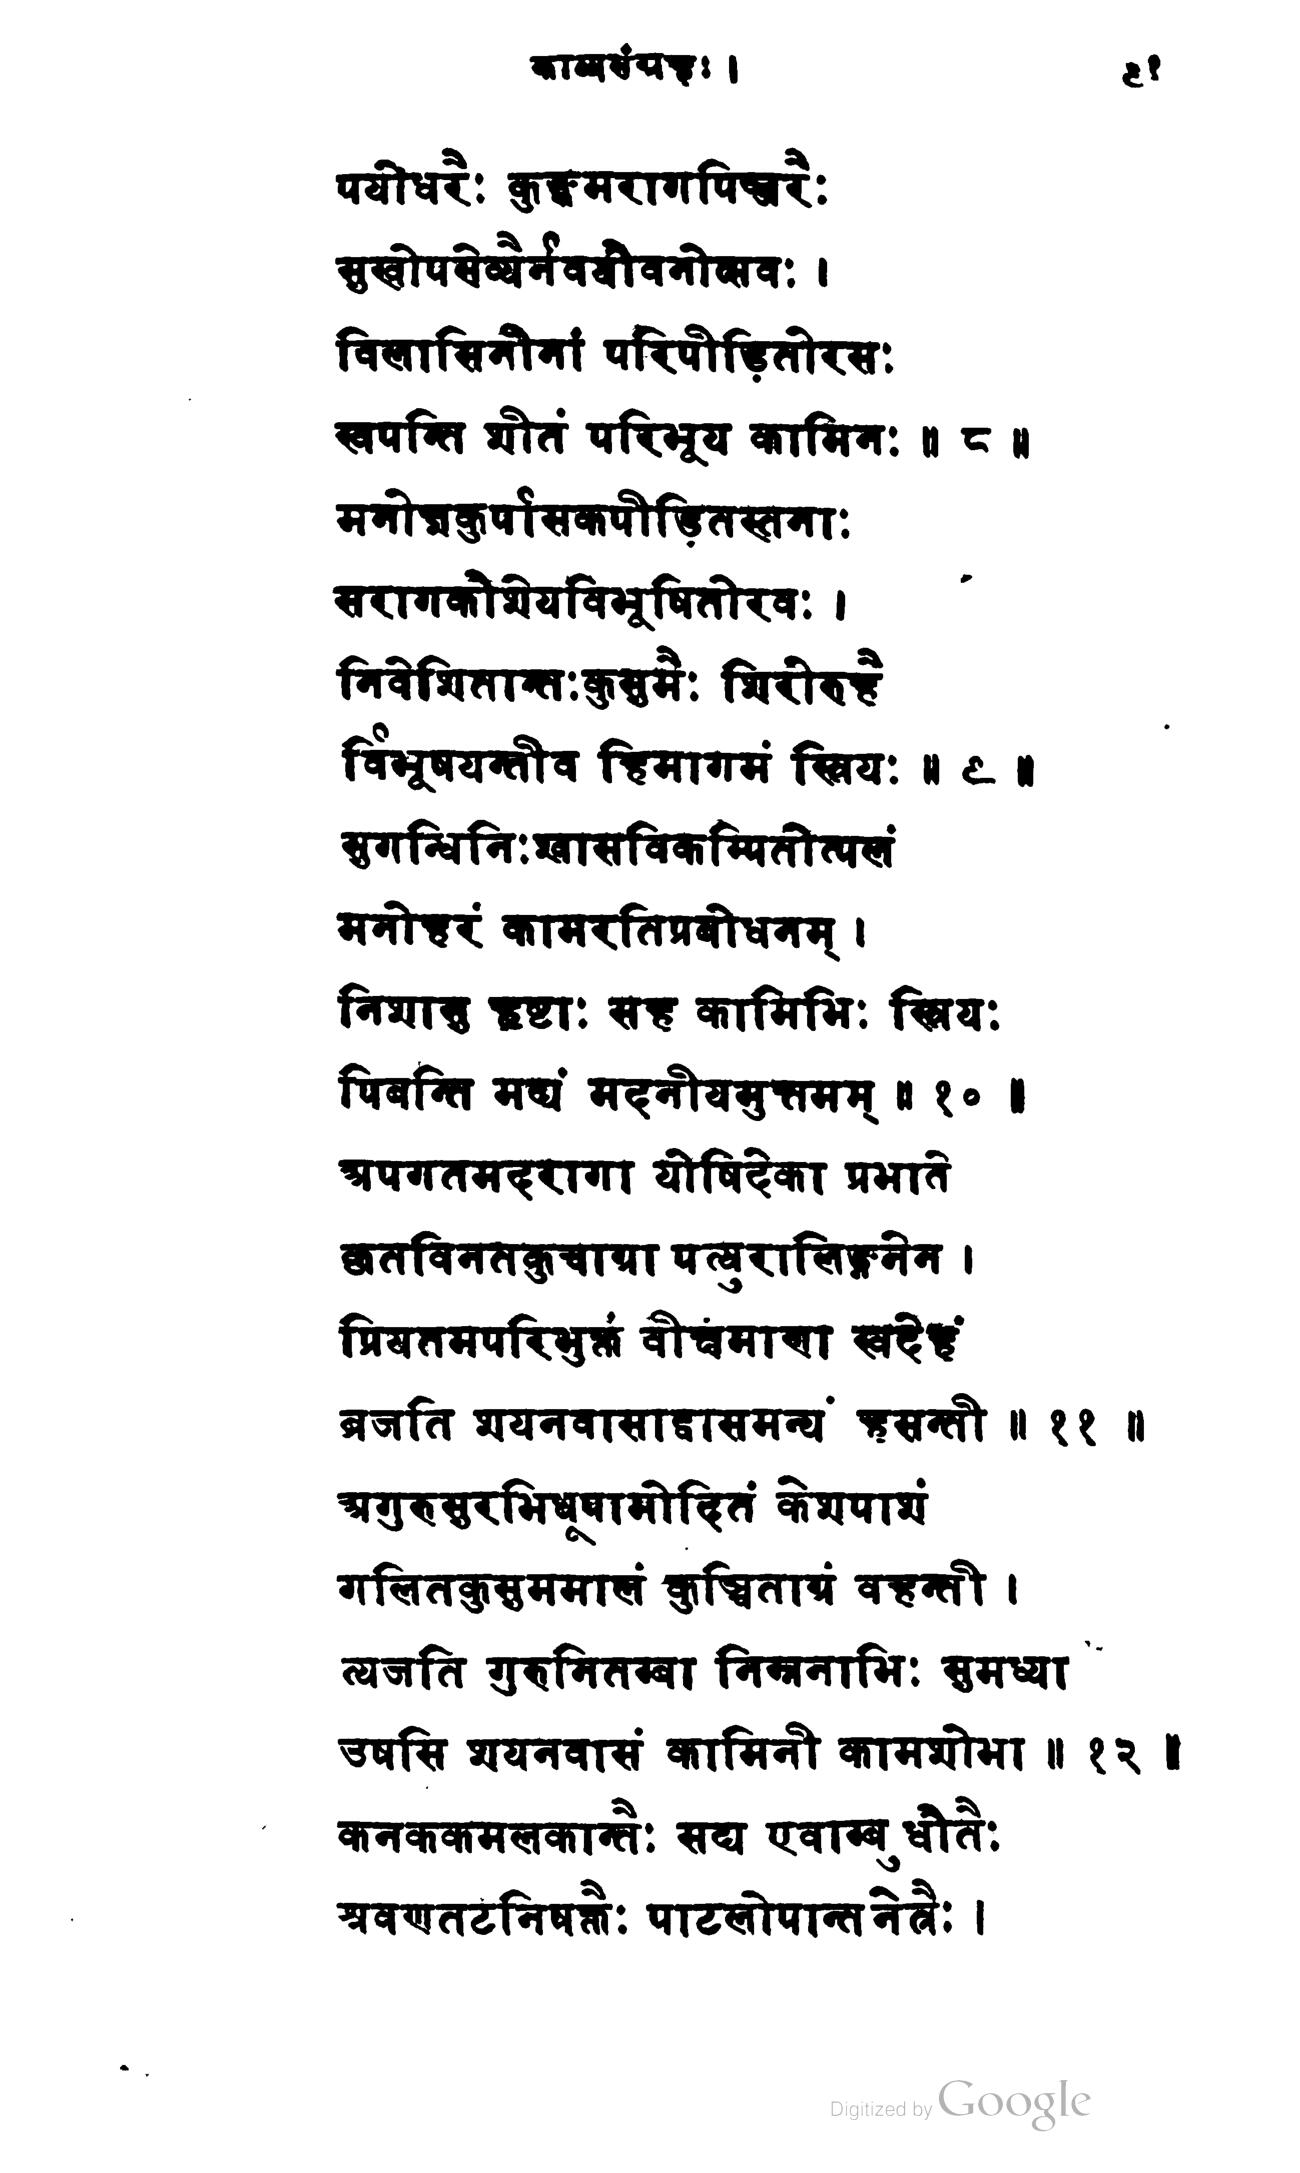 काव्यसंग्रहः । ९१
पयोधरैः कुङ्कुमरागपिञ्जरैः
सुखोपसेव्यैर्नवयौवनोत्सवः ।
विलासिनीनां परिपीड़ितोरसः
स्वपन्ति शीतं परिभूय कामिनः ॥ ८ ॥
मनोज्ञकुर्पासकपीड़ितस्तनाः
सरागकौशेयविभूषितोरवः ।
निवेशितान्तःकुसुमैः शिरोरुहै
र्विभूषयन्तीव हिमागमं स्त्रियः ॥ ९ ॥
सुगन्धिनिःश्वासविकम्पितोत्पलं
मनोहरं कामरतिप्रबोधनम् ।
निशासु हृष्टाः सह कामिभिः स्त्रियः
पिबन्ति मद्यं मदनीयमुत्तमम् ॥ १० ॥
अपगतमदरागा योषिदेका प्रभाते
कृतविनतकुचाग्रा पत्युरालिङ्गनेन ।
प्रियतमपरिभुक्तं वीक्षमाणा स्वदेहं
व्रजति शयनवासाद्वासमन्यं हसन्ती ॥ ११ ॥
अगुरुसुरभिधूपामोदितं केशपाशं
गलितकुसुममालं कुञ्चिताग्रं वहन्ती ।
त्यजति गुरुनितम्बा निम्ननाभिः सुमध्या
उषसि शयनवासं कामिनी कामशोभा ॥ १२ ॥
कनककमलकान्तैः सद्य एवाम्बुधौतैः
श्रवणतटनिषक्तैः पाटलोपान्तनेत्रैः ।
Digitized by Google